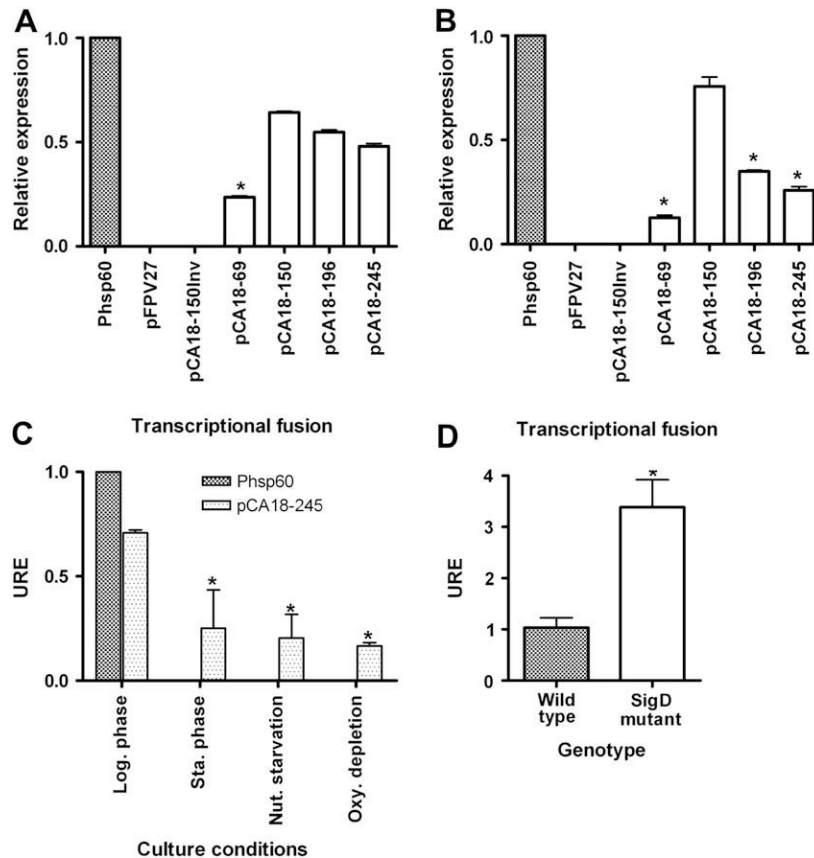 A
Relative expression
1.0
0.5
0.0
*
Phsp60
pFPV27
pCA18-150Inv
pCA18-69
pCA18-150
pCA18-196
pCA18-245
Transcriptional fusion
B
Relative expression
1.0
0.5
0.0
*
*
*
Phsp60
pFPV27
pCA18-150Inv
pCA18-69
pCA18-150
pCA18-196
pCA18-245
Transcriptional fusion
C
URE
1.0
0.5
0.0
Phsp60
pCA18-245
*
*
*
Log. phase
Sta. phase
Nut. starvation
Oxy. depletion
Culture conditions
D
URE
4
3
2
1
0
*
Wild
type
SigD
mutant
Genotype